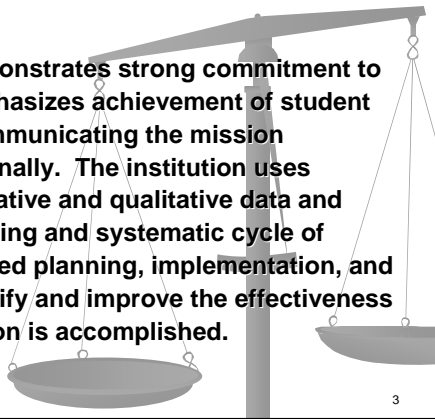 onstrates strong commitment to
hasizes achievement of student
mmunicating the mission
nally.  The institution uses
ative and qualitative data and
ing and systematic cycle of
ed planning, implementation, and
ify and improve the effectiveness
on is accomplished.
3